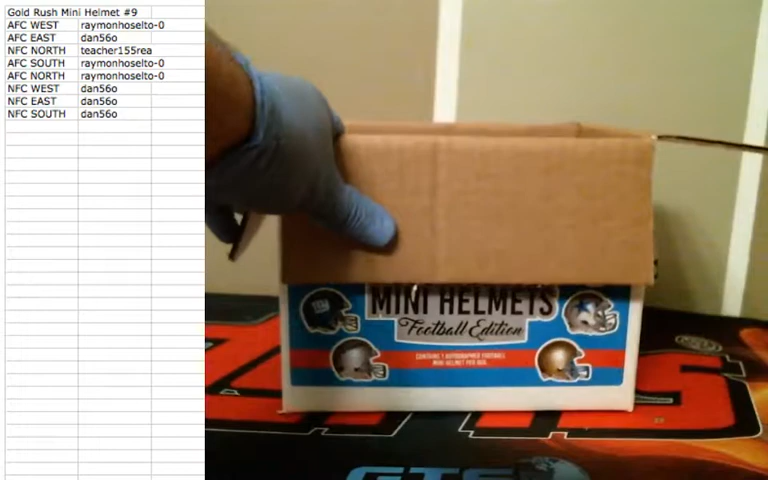 Gold Rush Mini Helmet #9
AFC WEST raymonhoselto-0
AFC EAST dan56o
NFC NORTH teacher155rea
AFC SOUTH raymonhoselto-0
AFC NORTH raymonhoselto-0
NFC WEST dan56o
NFC EAST dan56o
NFC SOUTH dan56o
MINI HELMETS
Football Edition
CONTAINS 1 AUTOGRAPHED FOOTBALL
MINI HELMET PER BOX.
GTS